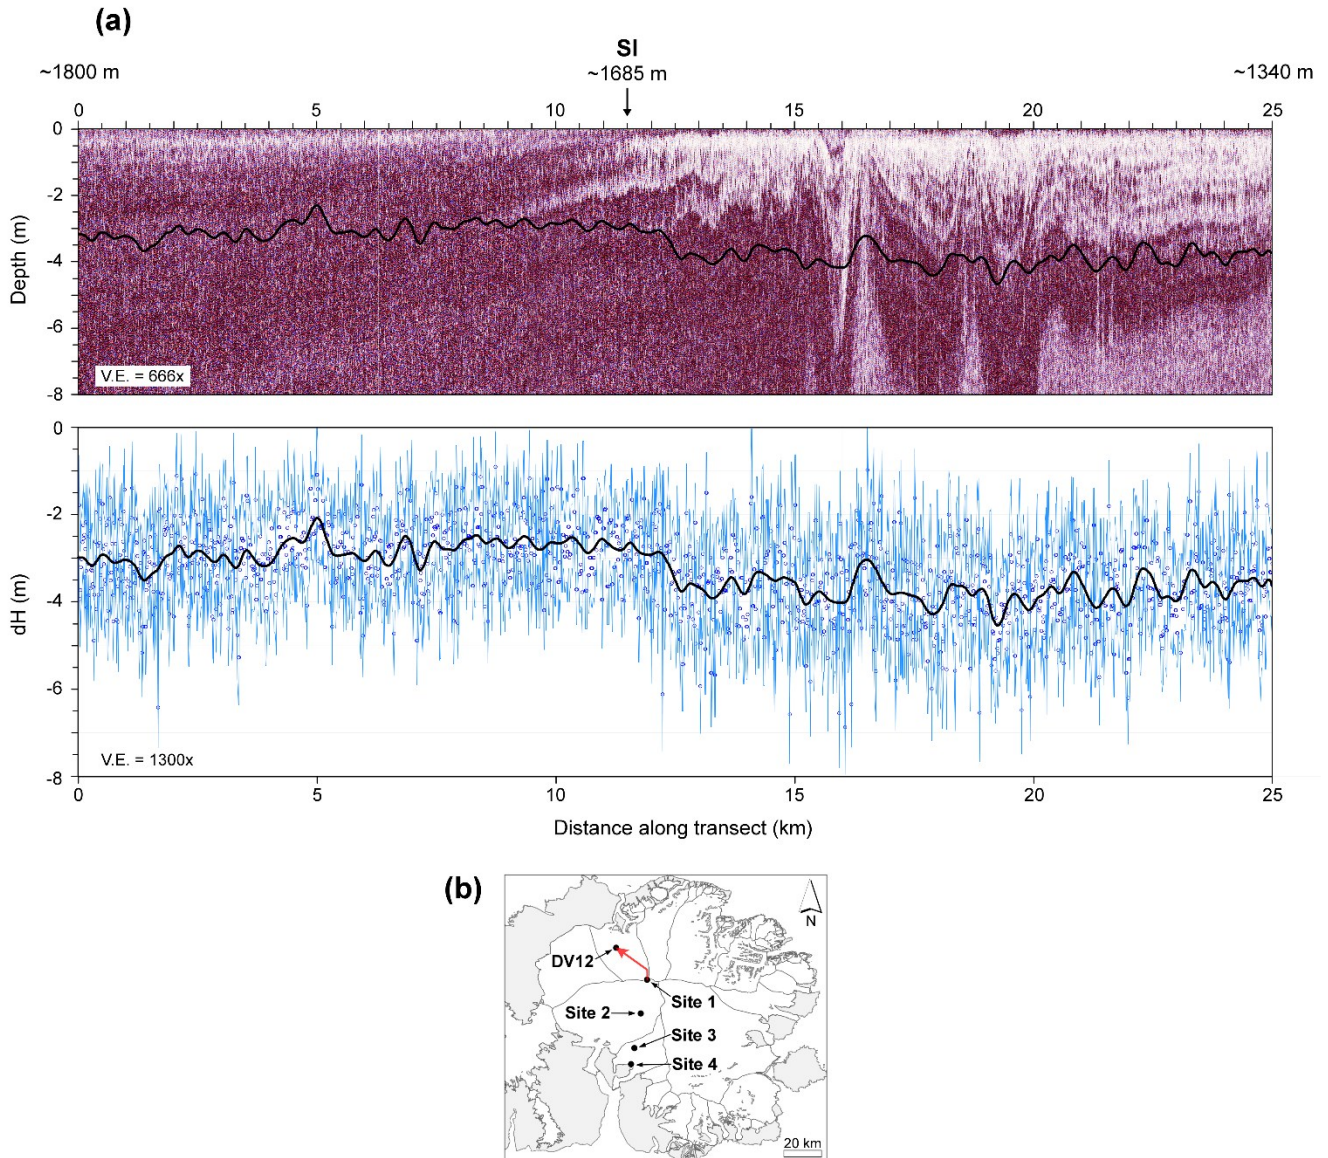 (a)
SI
~1800 m
~1685 m
~1340 m
0 5 10 15 20 25
0
-2
-4
-6
-8
Depth (m)
V.E. = 666x
0
-2
-4
-6
-8
dH (m)
V.E. = 1300x
0 5 10 15 20 25
Distance along transect (km)
(b)
N
DV12
Site 1
Site 2
Site 3
Site 4
20 km